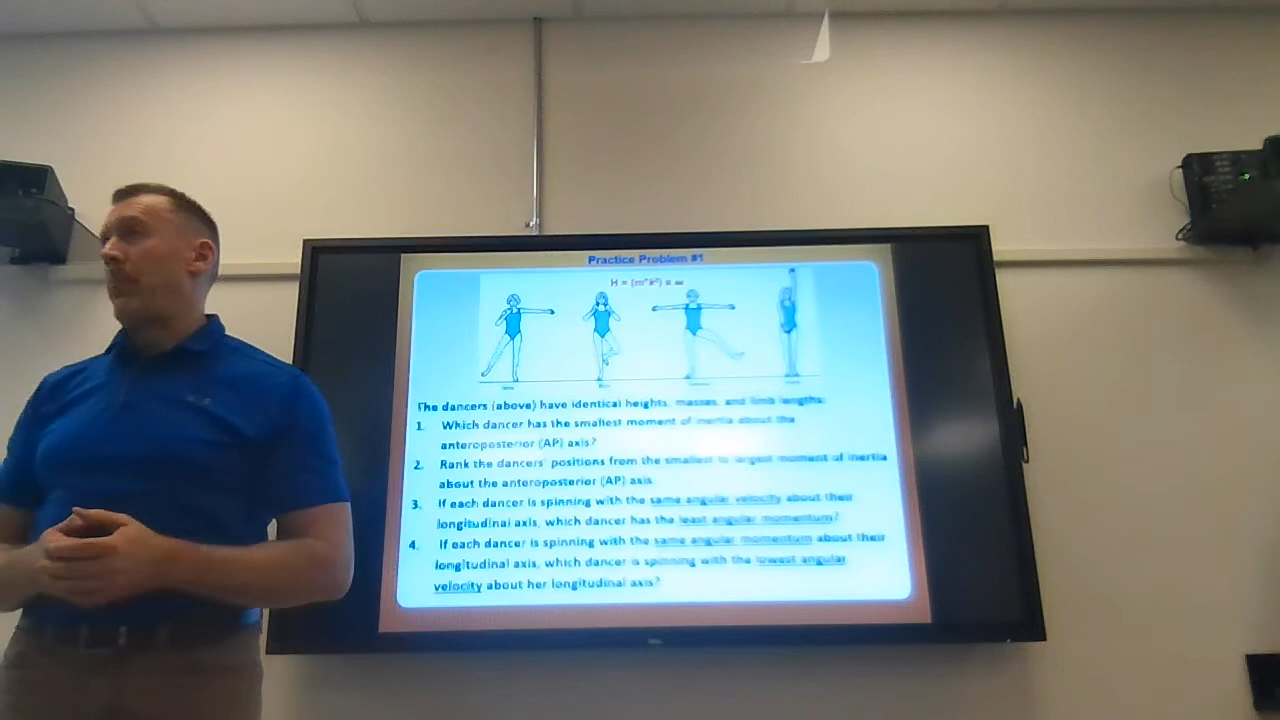 Practice Problem #1
The dancers (above) have identical heights, masses, and limb lengths.
1. Which dancer has the smallest moment of inertia about the
anteroposterior (AP) axis?
2. Rank the dancers' positions from the smallest to largest moment of inertia
about the anteroposterior (AP) axis
3. If each dancer is spinning with the same angular velocity about their
longitudinal axis, which dancer has the least angular momentum?
4. If each dancer is spinning with the same angular momentum about their
longitudinal axis, which dancer is spinning with the lowest angular
velocity about her longitudinal axis?